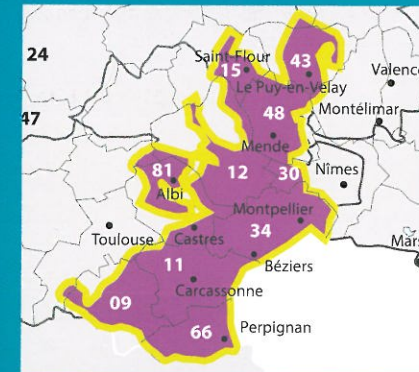 24
Saint-Flour
15
43
Le Puy-en-Velay
Valenc
47
48
Montélimar
Mende
81
12
30
Nîmes
Albi
Montpellier
Toulouse
Castres
34
Mars
11
Béziers
Carcassonne
09
66
Perpignan